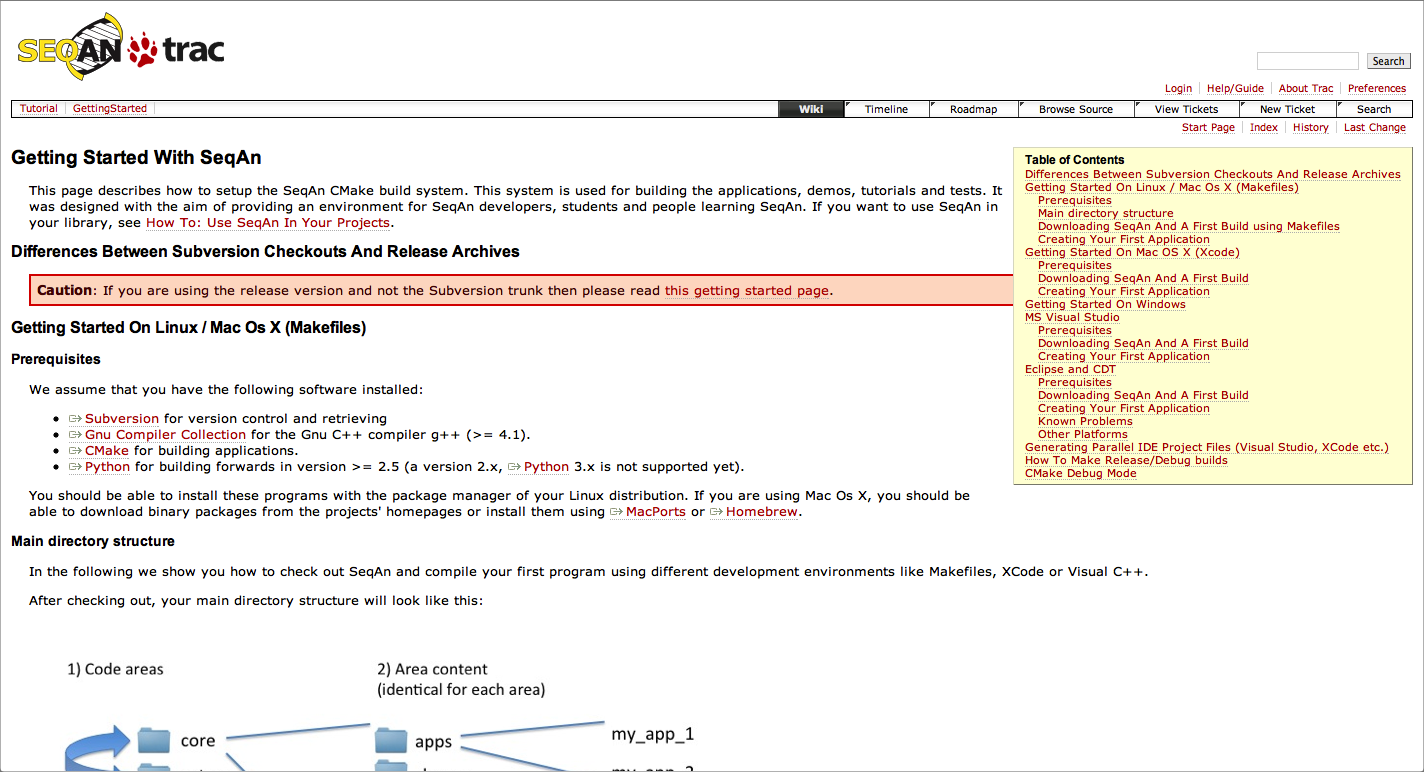 SEQAN trac
Search
Login Help/Guide About Trac Preferences
Tutorial GettingStarted Wiki Timeline Roadmap Browse Source View Tickets New Ticket Search
Start Page Index History Last Change
Getting Started With SeqAn
This page describes how to setup the SeqAn CMake build system. This system is used for building the applications, demos, tutorials and tests. It
was designed with the aim of providing an environment for SeqAn developers, students and people learning SeqAn. If you want to use SeqAn in
your library, see How To: Use SeqAn In Your Projects.
Differences Between Subversion Checkouts And Release Archives
Caution: If you are using the release version and not the Subversion trunk then please read this getting started page.
Getting Started On Linux / Mac Os X (Makefiles)
Prerequisites
We assume that you have the following software installed:
• Subversion for version control and retrieving
• Gnu Compiler Collection for the Gnu C++ compiler g++ (>= 4.1).
• CMake for building applications.
• Python for building forwards in version >= 2.5 (a version 2.x, Python 3.x is not supported yet).
You should be able to install these programs with the package manager of your Linux distribution. If you are using Mac Os X, you should be
able to download binary packages from the projects' homepages or install them using MacPorts or Homebrew.
Main directory structure
In the following we show you how to check out SeqAn and compile your first program using different development environments like Makefiles, XCode or Visual C++.
After checking out, your main directory structure will look like this:
Table of Contents
Differences Between Subversion Checkouts And Release Archives
Getting Started On Linux / Mac Os X (Makefiles)
Prerequisites
Main directory structure
Downloading SeqAn And A First Build using Makefiles
Creating Your First Application
Getting Started On Mac OS X (Xcode)
Prerequisites
Downloading SeqAn And A First Build
Creating Your First Application
Getting Started On Windows
MS Visual Studio
Prerequisites
Downloading SeqAn And A First Build
Creating Your First Application
Eclipse and CDT
Prerequisites
Downloading SeqAn And A First Build
Creating Your First Application
Known Problems
Other Platforms
Generating Parallel IDE Project Files (Visual Studio, XCode etc.)
How To Make Release/Debug builds
CMake Debug Mode
1) Code areas
2) Area content
(identical for each area)
core
apps
my_app_1